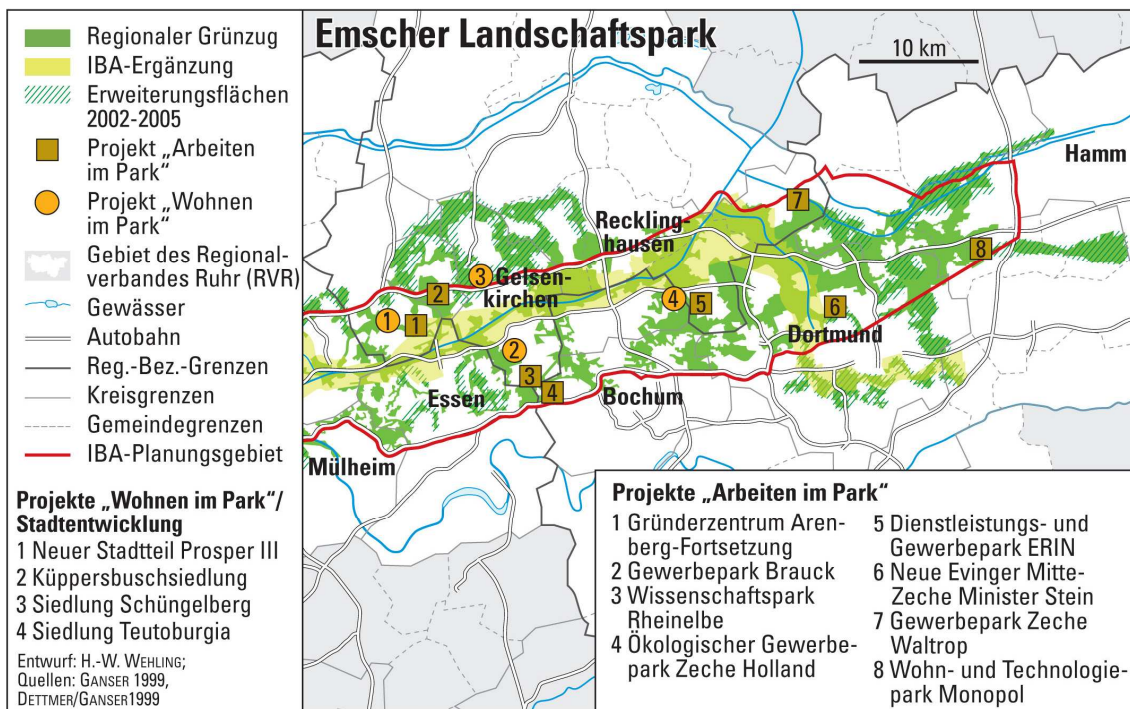 Emscher Landschaftspark
10 km
Regionaler Grünzug
IBA-Ergänzung
Erweiterungsflächen
2002-2005
Projekt „Arbeiten
im Park“
Projekt „Wohnen
im Park“
Gebiet des Regional-
verbandes Ruhr (RVR)
Gewässer
Autobahn
Reg.-Bez.-Grenzen
Kreisgrenzen
Gemeindegrenzen
IBA-Planungsgebiet
Projekte „Wohnen im Park“/
Stadtentwicklung
1 Neuer Stadtteil Prosper III
2 Küppersbuschsiedlung
3 Siedlung Schüngelberg
4 Siedlung Teutoburgia
Entwurf: H.-W. WEHLING;
Quellen: GANSER 1999,
DETTMER/GANSER 1999
Hamm
7
Reckling-
hausen
8
3
Gelsen-
kirchen
2
4
5
6
1
1
Dortmund
2
3
4
Essen
Bochum
Mülheim
Projekte „Arbeiten im Park“
1 Gründerzentrum Aren-
berg-Fortsetzung
2 Gewerbepark Brauck
3 Wissenschaftspark
Rheinelbe
4 Ökologischer Gewerbe-
park Zeche Holland
5 Dienstleistungs- und
Gewerbepark ERIN
6 Neue Evinger Mitte-
Zeche Minister Stein
7 Gewerbepark Zeche
Waltrop
8 Wohn- und Technologie-
park Monopol